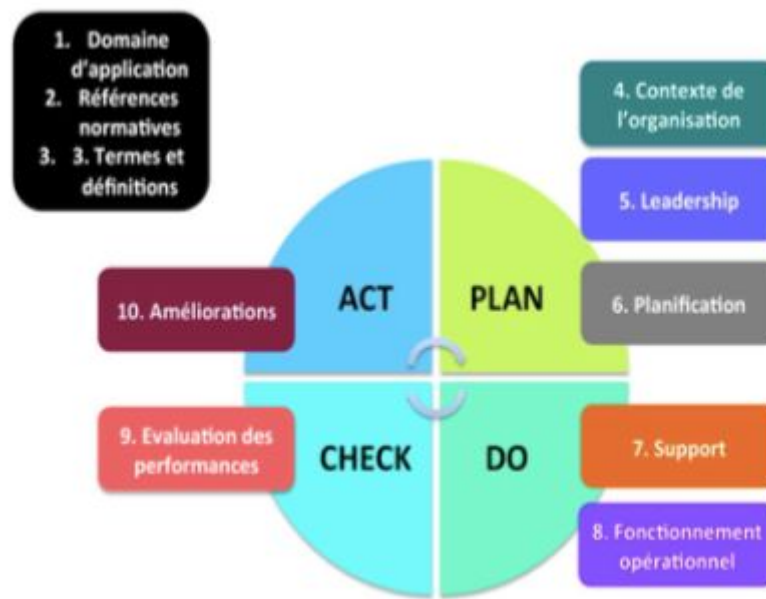 1. Domaine
d'application
2. Références
normatives
3. 3. Termes et
définitions
4. Contexte de
l'organisation
5. Leadership
6. Planification
ACT
PLAN
10. Améliorations
9. Evaluation des
performances
CHECK
DO
7. Support
8. Fonctionnement
opérationnel